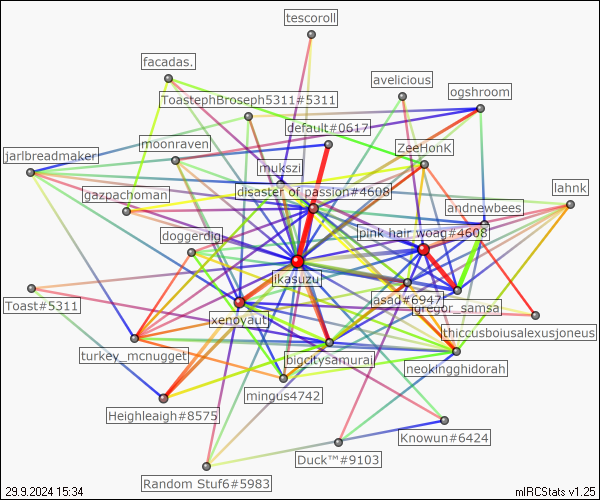 tescoroll
facadas.
avelicious
ogshroom
ToastephBroseph5311#5311
default#0617
moonraven
ZeeHonk
jarlbreadmaker
mukszi
disaster of passion#4608
lahnk
gazpachoman
andnewbees
doggerdig
pink hair woag#4608
ikasuzu
asad#6947
Toast#5311
gregor_samsa
xenoyaut
thiccusboiusalexusjoneus
turkey_mcnugget
bigcitysamurai
neokingghidorah
mingus4742
Heighleaigh#8575
Knowun#6424
Duck™#9103
Random Stuf6#5983
29.9.2024 15:34
mIRCStats v1.25